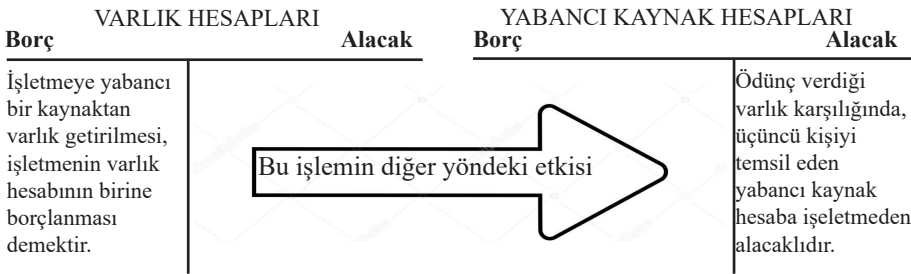 VARLIK HESAPLARI
Borç Alacak
İşletmeye yabancı
bir kaynaktan
varlık getirilmesi,
işletmenin varlık
hesabının birine
borçlanması
demektir.
Bu işlemin diğer yöndeki etkisi
YABANCI KAYNAK HESAPLARI
Borç Alacak
Ödünç verdiği
varlık karşılığında,
üçüncü kişiyi
temsil eden
yabancı kaynak
hesaba işeletmeden
alacaklıdır.